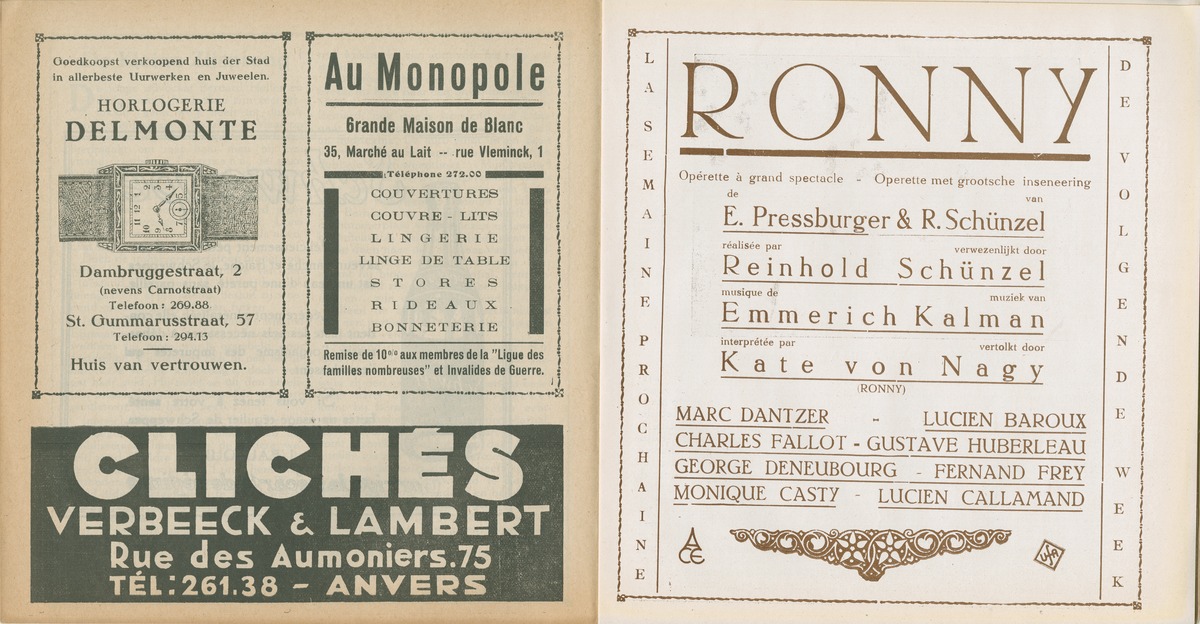 Goedkoopst verkoopend huis der Stad
in allerbeste Uurwerken en Juweelen.
HORLOGERIE
DELMONTE
Dambruggestraat, 2
(nevens Carnotstraat)
Telefoon : 269.88
St. Gummarusstraat, 57
Telefoon : 294.13
Huis van vertrouwen.
Au Monopole
Grande Maison de Blanc
35, Marché au Lait -- rue Vleminck, 1
Téléphone 272.00
COUVERTURES
COUVRE - LITS
LINGERIE
LINGE DE TABLE
STORES
RIDEAUX
BONNETERIE
Remise de 10% aux membres de la "Ligue des
familles nombreuses" et Invalides de Guerre.
CLICHÉS
VERBEECK & LAMBERT
Rue des Aumoniers.75
TÉL:261.38 - ANVERS
LA SEMAINE PROCHAINE
RONNY
Opérette à grand spectacle - Operette met grootsche inseneering
de van
E. Pressburger & R. Schünzel
réalisée par verwezenlijkt door
Reinhold Schünzel
musique de muziek van
Emmerich Kalman
interprétée par vertolkt door
Kate von Nagy
(RONNY)
MARC DANTZER - LUCIEN BAROUX
CHARLES FALLOT - GUSTAVE HUBERLEAU
GEORGE DENEUBOURG - FERNAND FREY
MONIQUE CASTY - LUCIEN CALLAMAND
ACE
UFA
DE VOLGENDE WEEK